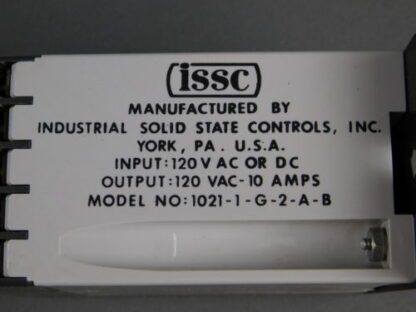 issc
MANUFACTURED BY
INDUSTRIAL SOLID STATE CONTROLS, INC.
YORK, PA. U.S.A.
INPUT: 120 V AC OR DC
OUTPUT: 120 VAC-10 AMPS
MODEL NO: 1021-1-G-2-A-B